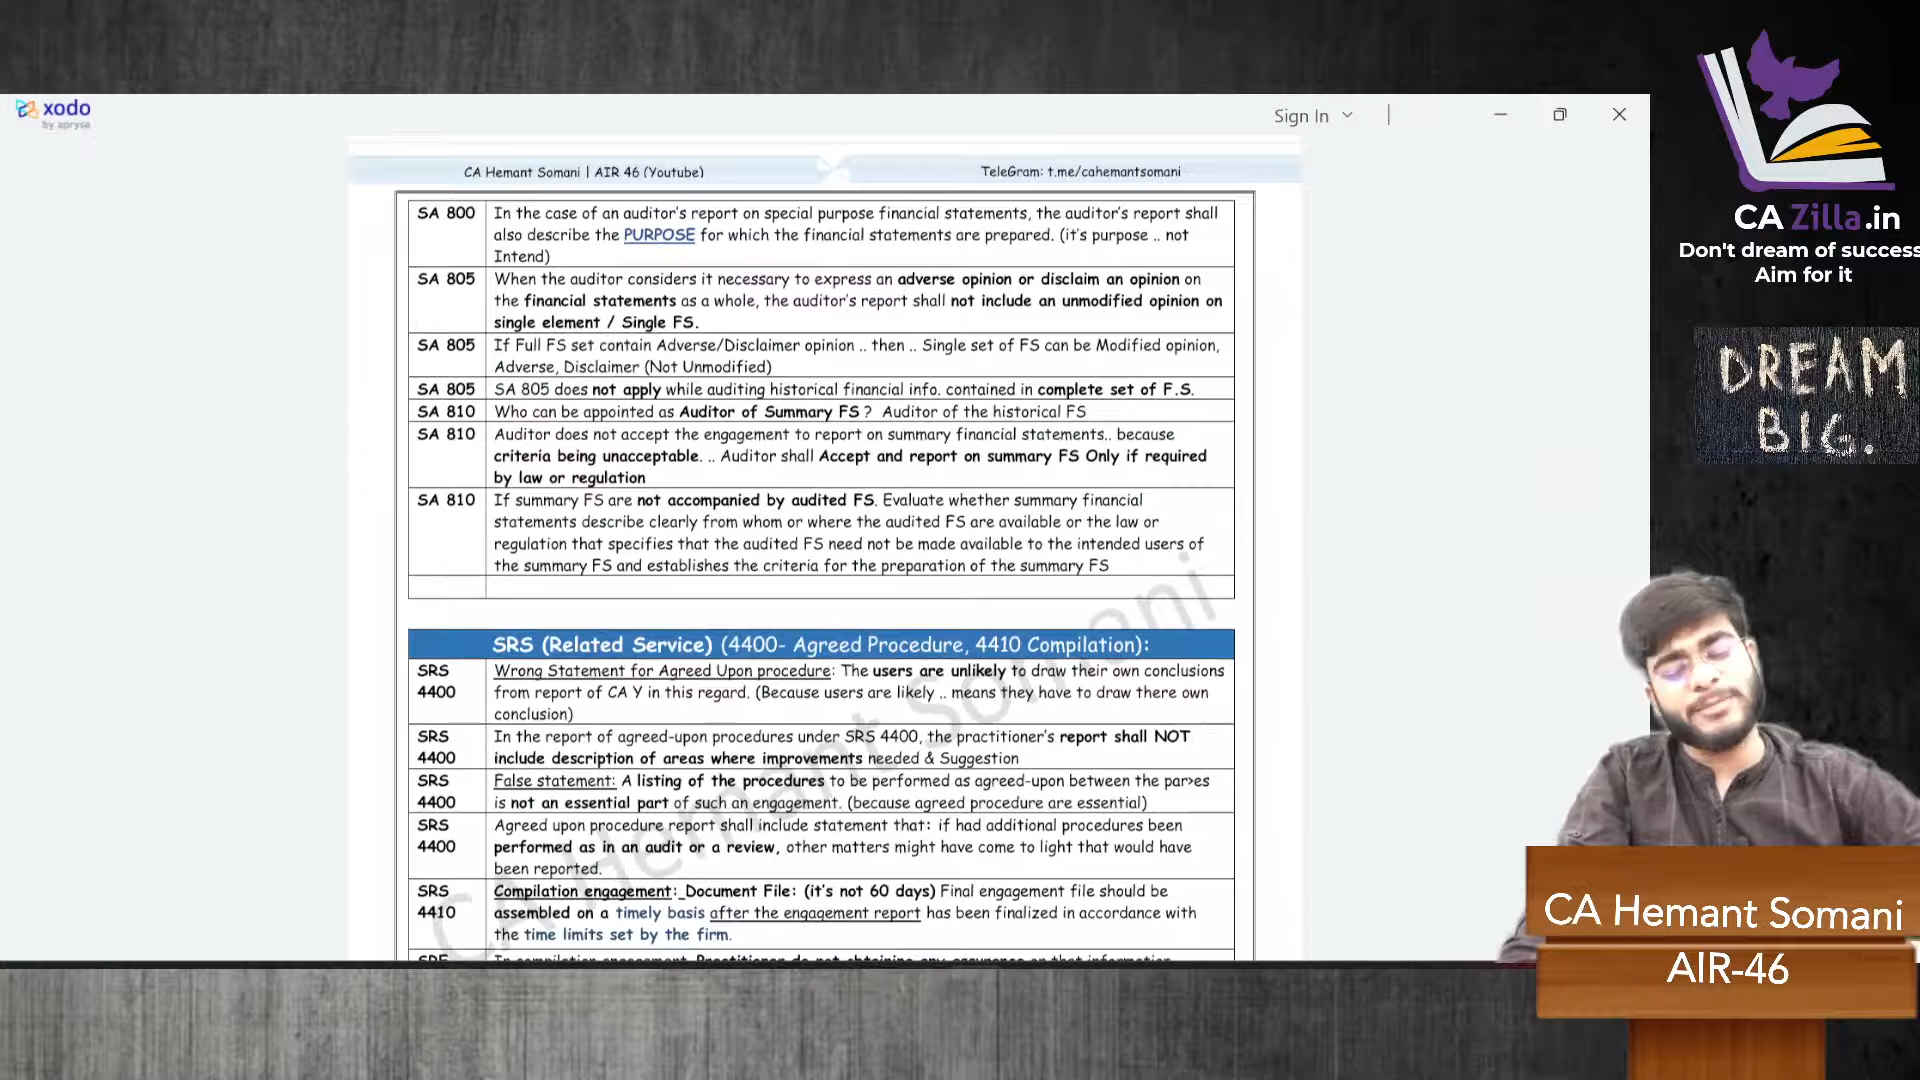 xodo
by apryse
Sign In
CA Hemant Somani | AIR 46 (Youtube)
TeleGram: t.me/cahemantsomani
SA 800
In the case of an auditor's report on special purpose financial statements, the auditor's report shall
also describe the PURPOSE for which the financial statements are prepared. (it's purpose .. not
Intend)
SA 805
When the auditor considers it necessary to express an adverse opinion or disclaim an opinion on
the financial statements as a whole, the auditor's report shall not include an unmodified opinion on
single element / Single FS.
SA 805
If Full FS set contain Adverse/Disclaimer opinion .. then .. Single set of FS can be Modified opinion,
Adverse, Disclaimer (Not Unmodified)
SA 805
SA 805 does not apply while auditing historical financial info. contained in complete set of F.S.
SA 810
Who can be appointed as Auditor of Summary FS ? Auditor of the historical FS
SA 810
Auditor does not accept the engagement to report on summary financial statements.. because
criteria being unacceptable. .. Auditor shall Accept and report on summary FS Only if required
by law or regulation
SA 810
If summary FS are not accompanied by audited FS. Evaluate whether summary financial
statements describe clearly from whom or where the audited FS are available or the law or
regulation that specifies that the audited FS need not be made available to the intended users of
the summary FS and establishes the criteria for the preparation of the summary FS
SRS (Related Service) (4400- Agreed Procedure, 4410 Compilation):
SRS
4400
Wrong Statement for Agreed Upon procedure: The users are unlikely to draw their own conclusions
from report of CA Y in this regard. (Because users are likely .. means they have to draw there own
conclusion)
SRS
4400
In the report of agreed-upon procedures under SRS 4400, the practitioner's report shall NOT
include description of areas where improvements needed & Suggestion
SRS
4400
False statement: A listing of the procedures to be performed as agreed-upon between the par>es
is not an essential part of such an engagement. (because agreed procedure are essential)
SRS
4400
Agreed upon procedure report shall include statement that: if had additional procedures been
performed as in an audit or a review, other matters might have come to light that would have
been reported.
SRS
4410
Compilation engagement: Document File: (it's not 60 days) Final engagement file should be
assembled on a timely basis after the engagement report has been finalized in accordance with
the time limits set by the firm.
CA Hemant Somani
CA Zilla.in
Don't dream of success
Aim for it
DREAM
BIG.
CA Hemant Somani
AIR-46